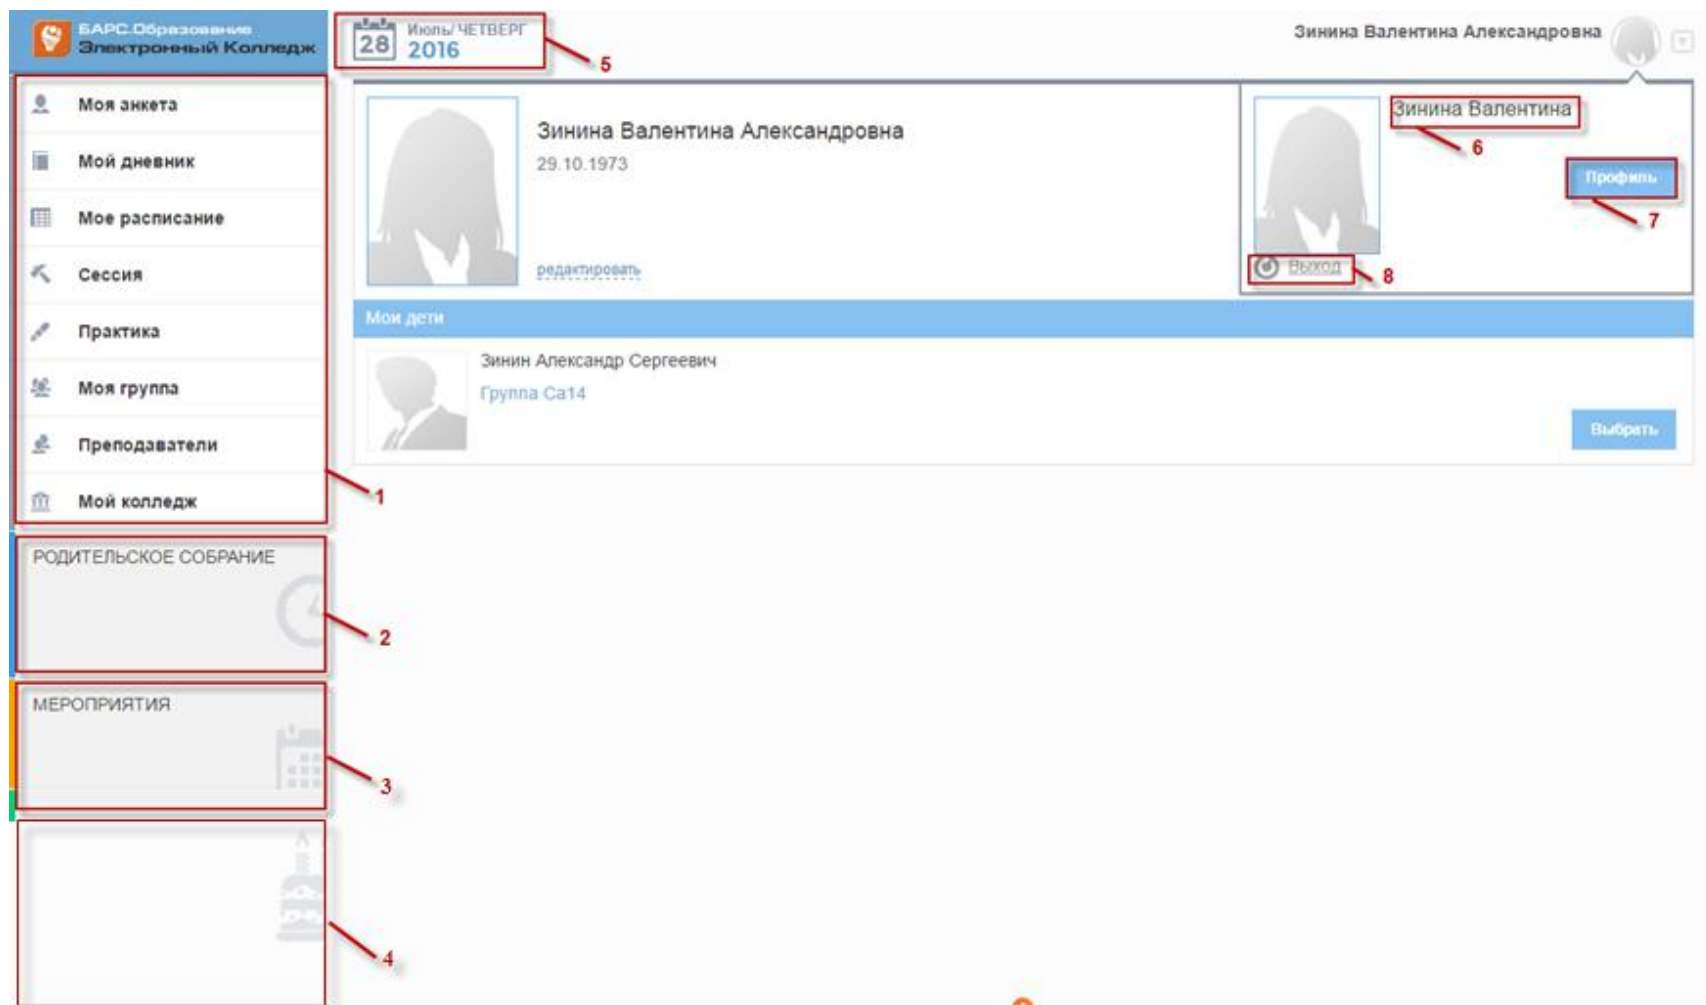 БАРС.Образование
Электронный Колледж
28
Июль/ ЧЕТВЕРГ
2016
5
Зинина Валентина Александровна
Моя анкета
Мой дневник
Мое расписание
Сессия
Практика
Моя группа
Преподаватели
Мой колледж
1
РОДИТЕЛЬСКОЕ СОБРАНИЕ
2
МЕРОПРИЯТИЯ
3
4
Зинина Валентина Александровна
29.10.1973
редактировать
Зинина Валентина
6
Профиль
7
Выход
8
Мои дети
Зинин Александр Сергеевич
Группа Са14
Выбрать